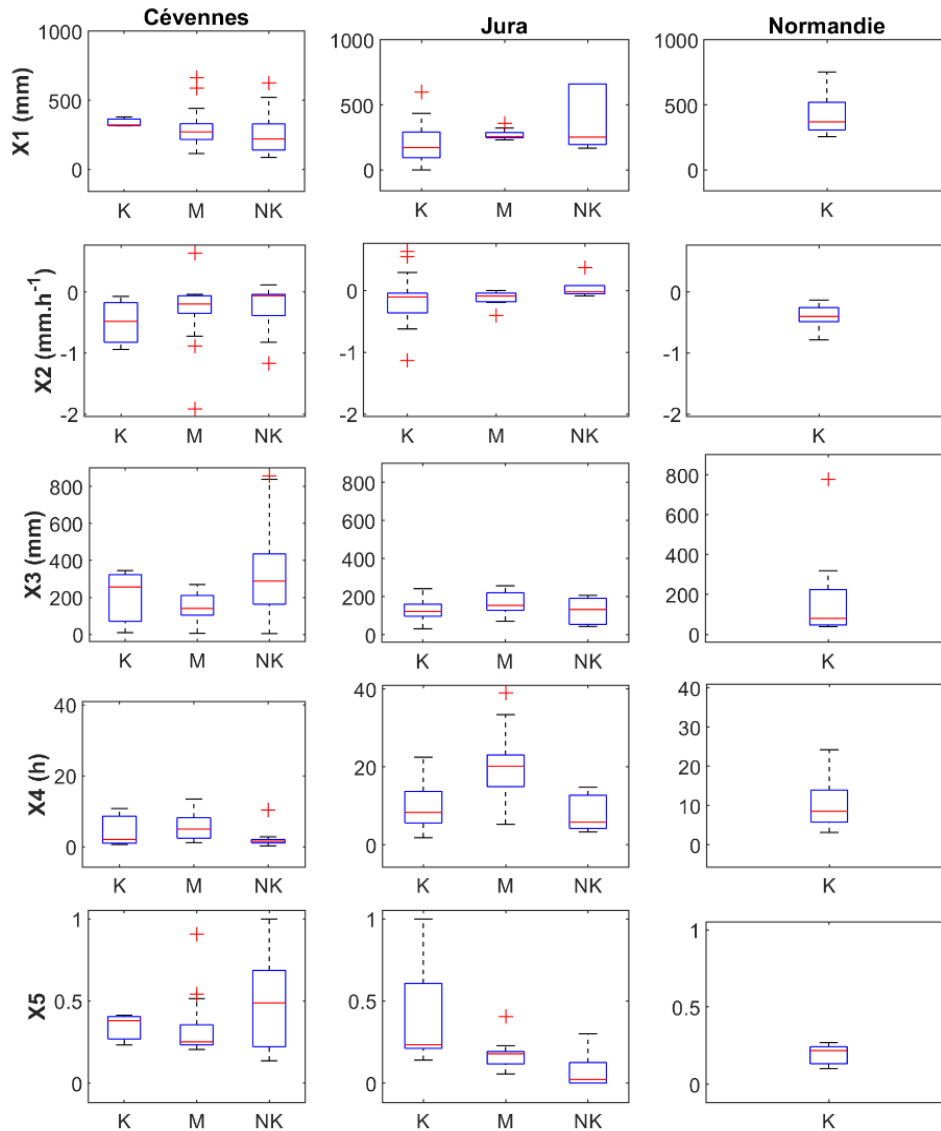 Cévennes Jura Normandie
1000 1000 1000
X1 (mm)
500 500 500
0 0 0
K M NK K M NK K
X2 (mm.h-1)
0 0 0
-1 -1 -1
-2 -2 -2
K M NK K M NK K
X3 (mm)
800 800 800
600 600 600
400 400 400
200 200 200
0 0 0
K M NK K M NK K
X4 (h)
40 40 40
30
20 20 20
10
0 0 0
K M NK K M NK K
X5
1 1 1
0.5 0.5 0.5
0 0 0
K M NK K M NK K